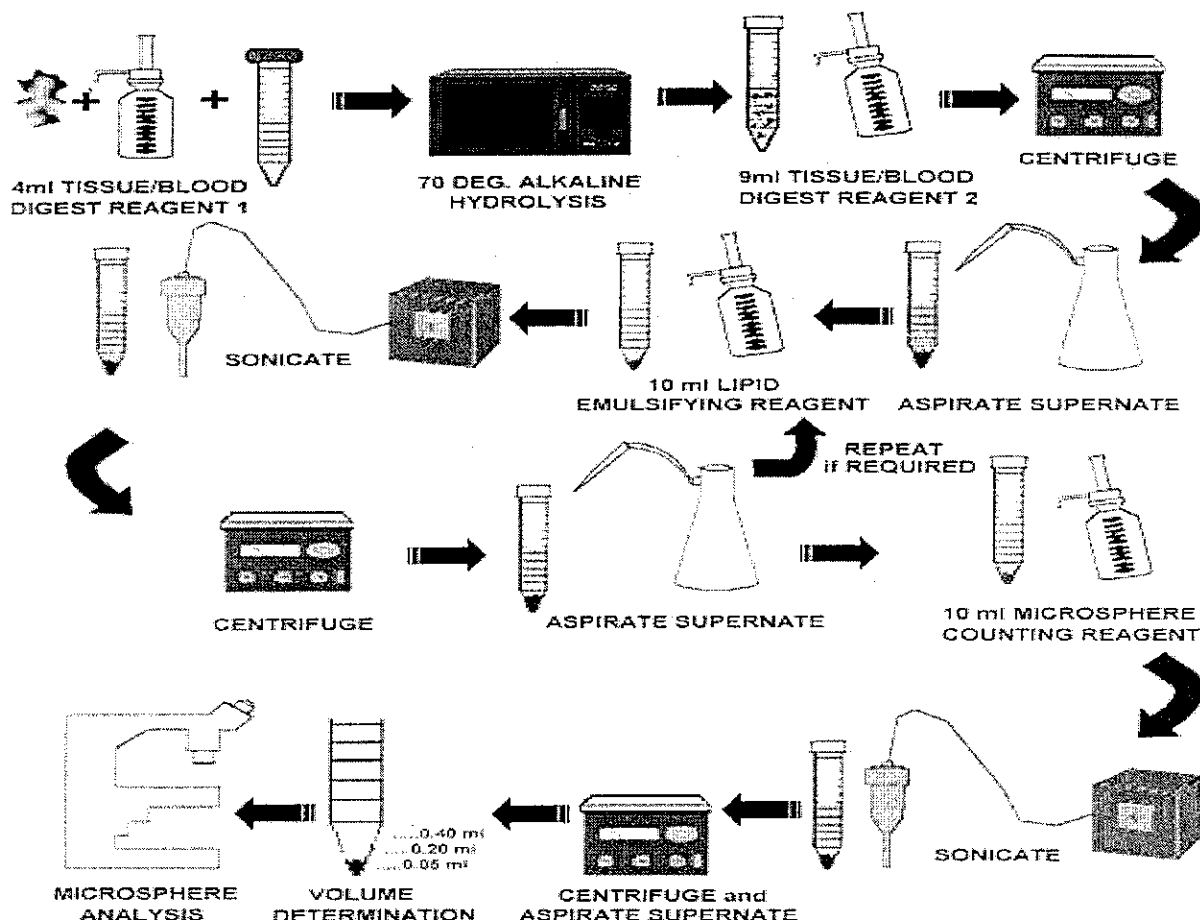 4ml TISSUE/BLOOD
DIGEST REAGENT 1
70 DEG. ALKALINE
HYDROLYSIS
9ml TISSUE/BLOOD
DIGEST REAGENT 2
CENTRIFUGE
SONICATE
10 ml LIPID
EMULSIFYING REAGENT
ASPIRATE SUPERNATE
REPEAT
if REQUIRED
CENTRIFUGE
ASPIRATE SUPERNATE
10 ml MICROSPHERE
COUNTING REAGENT
MICROSPHERE
ANALYSIS
0.40 ml
0.20 ml
0.05 ml
VOLUME
DETERMINATION
CENTRIFUGE and
ASPIRATE SUPERNATE
SONICATE